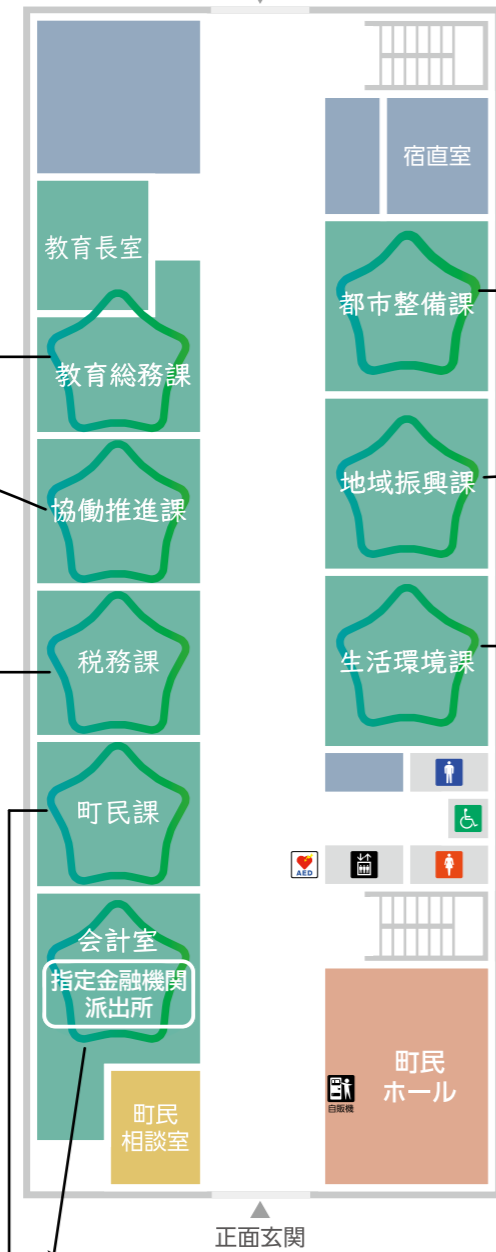 宿直室
教育長室
都市整備課
教育総務課
地域振興課
協働推進課
税務課
生活環境課
町民課
AED
会計室
指定金融機関
派出所
町民
ホール
自販機
町民
相談室
正面玄関